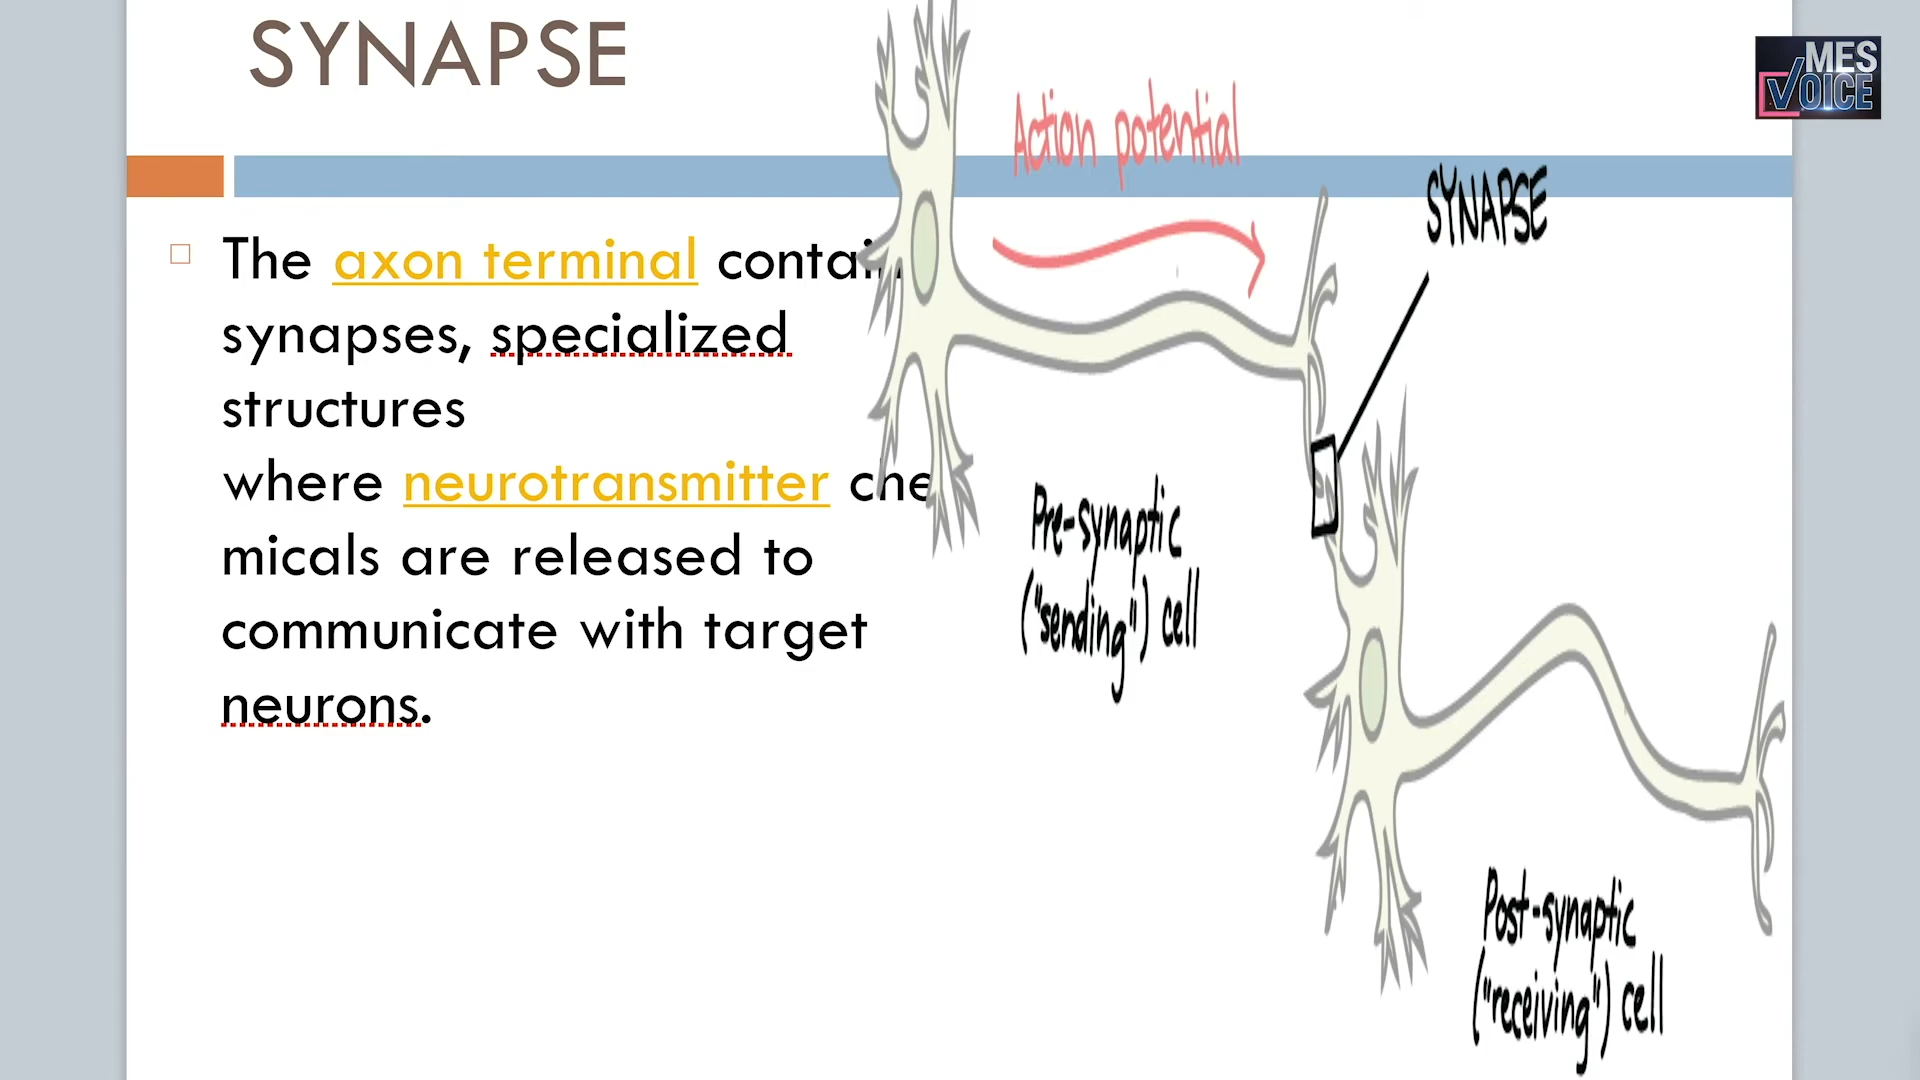 SYNAPSE
MES
VOICE
Action potential
SYNAPSE
The axon terminal contain
synapses, specialized
structures
where neurotransmitter che
micals are released to
communicate with target
neurons.
Pre-synaptic
("sending") cell
Post-synaptic
("receiving") cell